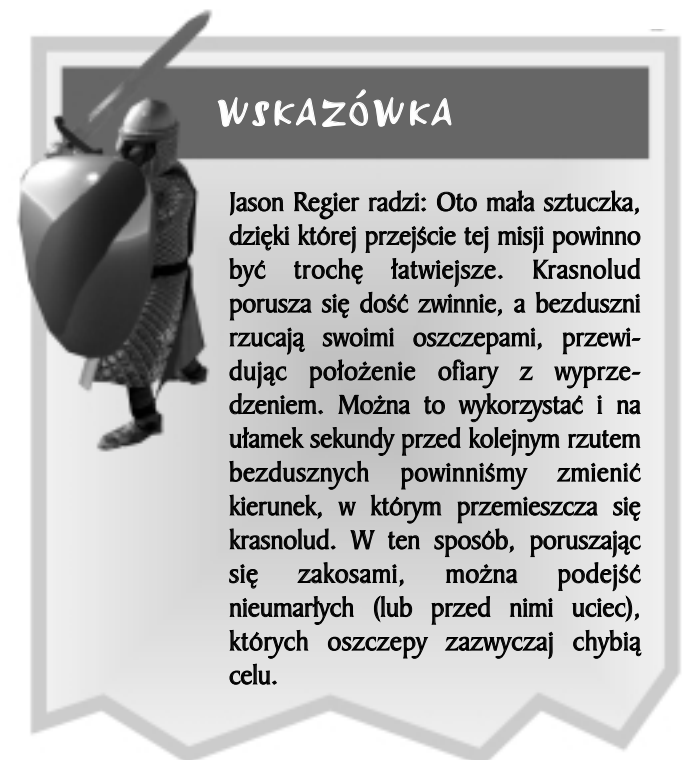 WSKAZÓWKA
Jason Regier radzi: Oto mała sztuczka,
dzięki której przejście tej misji powinno
być trochę łatwiejsze. Krasnolud
porusza się dość zwinnie, a bezduszni
rzucają swoimi oszczepami, przewi-
dując położenie ofiary z wyprze-
dzeniem. Można to wykorzystać i na
ułamek sekundy przed kolejnym rzutem
bezdusznych powinniśmy zmienić
kierunek, w którym przemieszcza się
krasnolud. W ten sposób, poruszając
się zakosami, można podejść
nieumarłych (lub przed nimi uciec),
których oszczepy zazwyczaj chybią
celu.